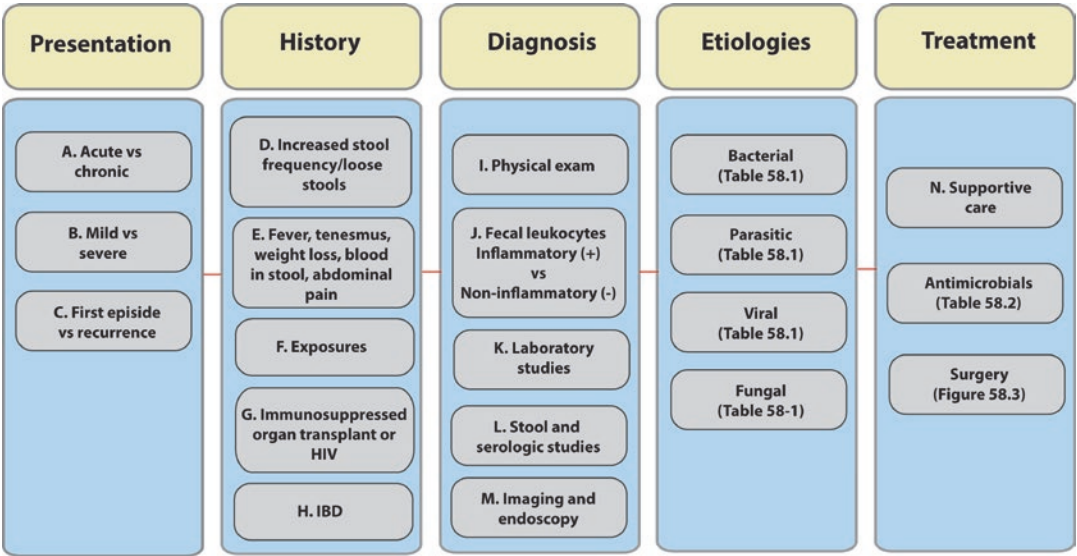 Presentation
History
Diagnosis
Etiologies
Treatment
A. Acute vs
chronic
B. Mild vs
severe
C. First episide
vs recurrence
D. Increased stool
frequency/loose
stools
E. Fever, tenesmus,
weight loss, blood
in stool, abdominal
pain
F. Exposures
G. Immunosuppressed
organ transplant or
HIV
H. IBD
I. Physical exam
J. Fecal leukocytes
Inflammatory (+)
vs
Non-inflammatory (-)
K. Laboratory
studies
L. Stool and
serologic studies
M. Imaging and
endoscopy
Bacterial
(Table 58.1)
Parasitic
(Table 58.1)
Viral
(Table 58.1)
Fungal
(Table 58-1)
N. Supportive
care
Antimicrobials
(Table 58.2)
Surgery
(Figure 58.3)